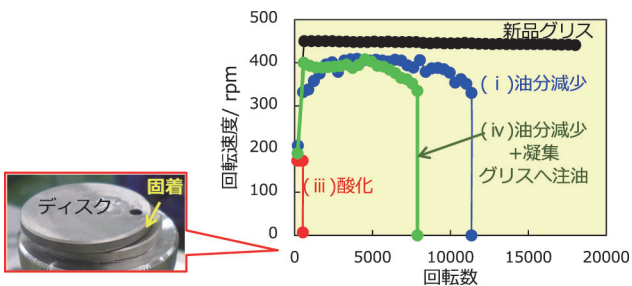 500
400
300
200
100
0
回転速度/ rpm
新品グリス
(ⅰ)油分減少
(ⅳ)油分減少
+凝集
グリスへ注油
(ⅲ)酸化
0
5000
10000
15000
20000
回転数
ディスク
固着